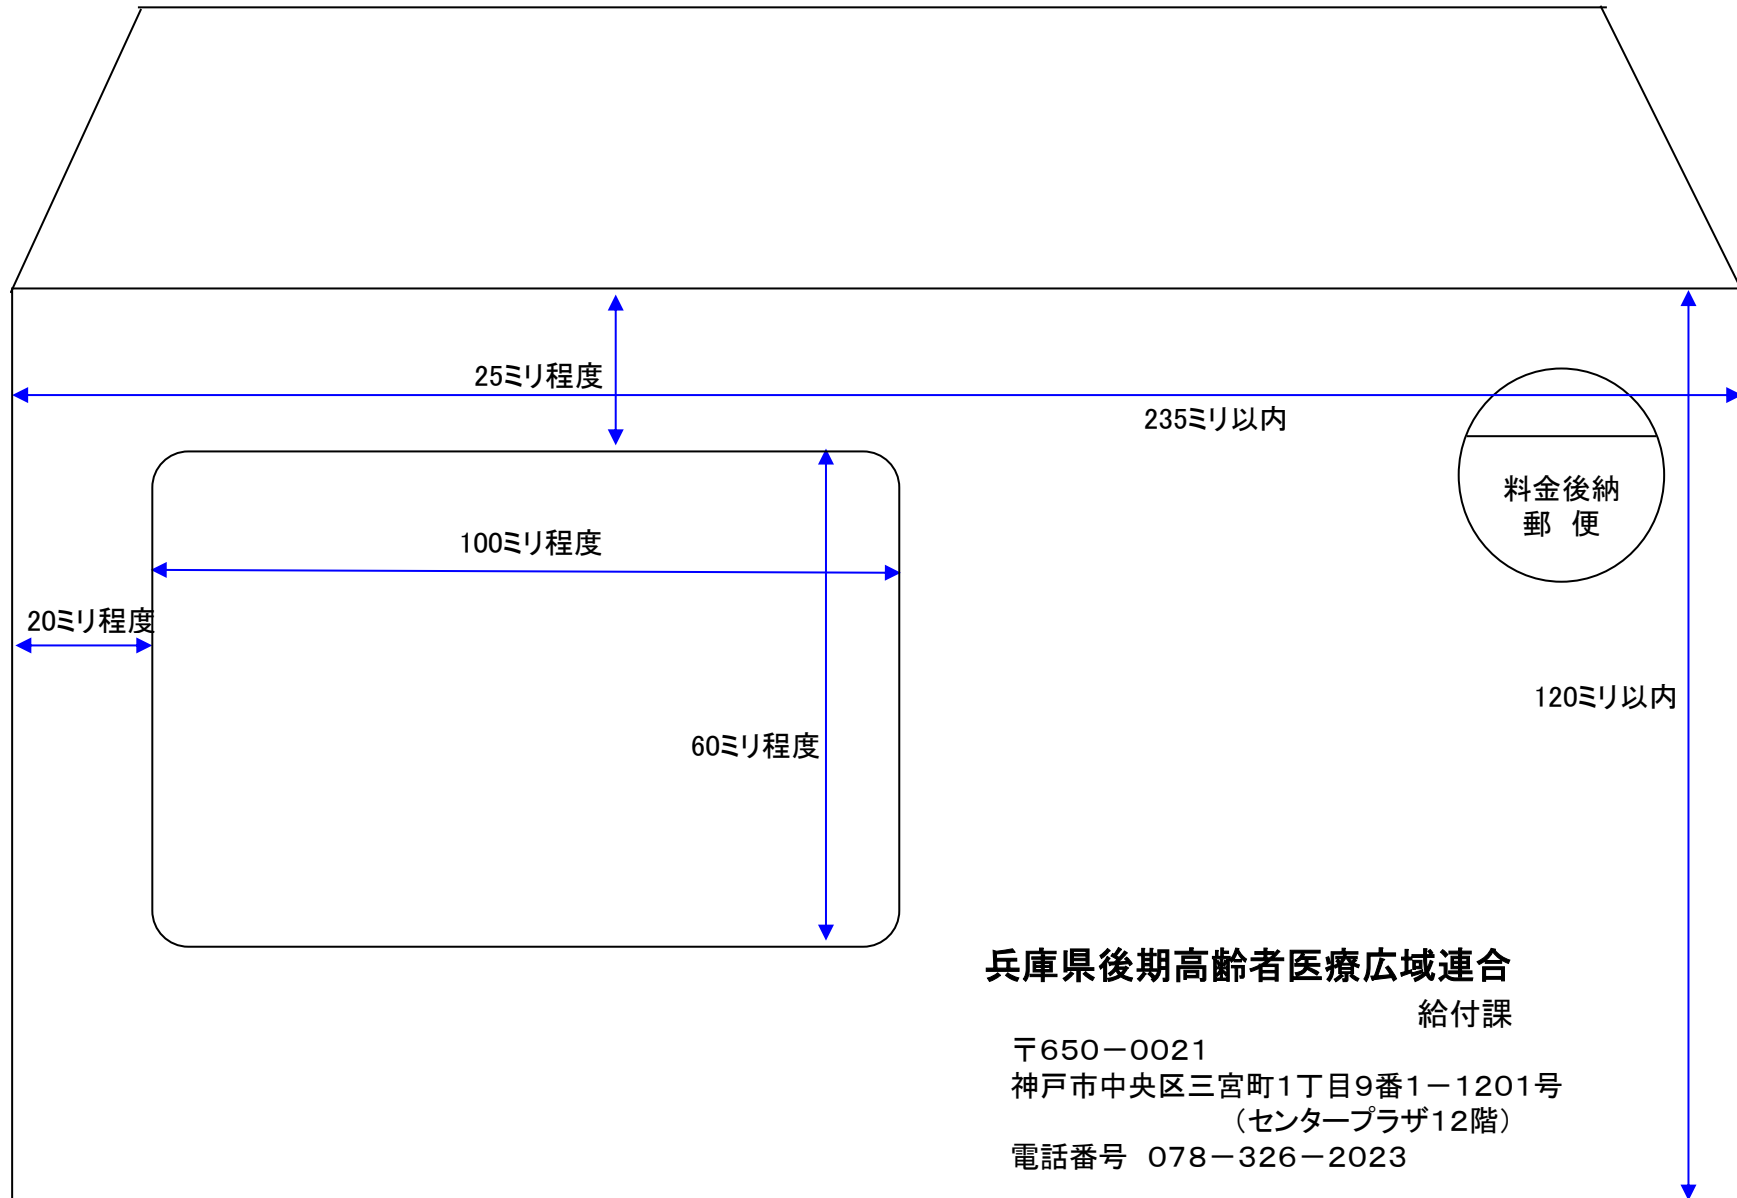 25ミリ程度
235ミリ以内
料金後納
郵 便
100ミリ程度
20ミリ程度
120ミリ以内
60ミリ程度
兵庫県後期高齢者医療広域連合
給付課
〒650－0021
神戸市中央区三宮町1丁目9番1－1201号
（センタープラザ12階）
電話番号 078－326－2023